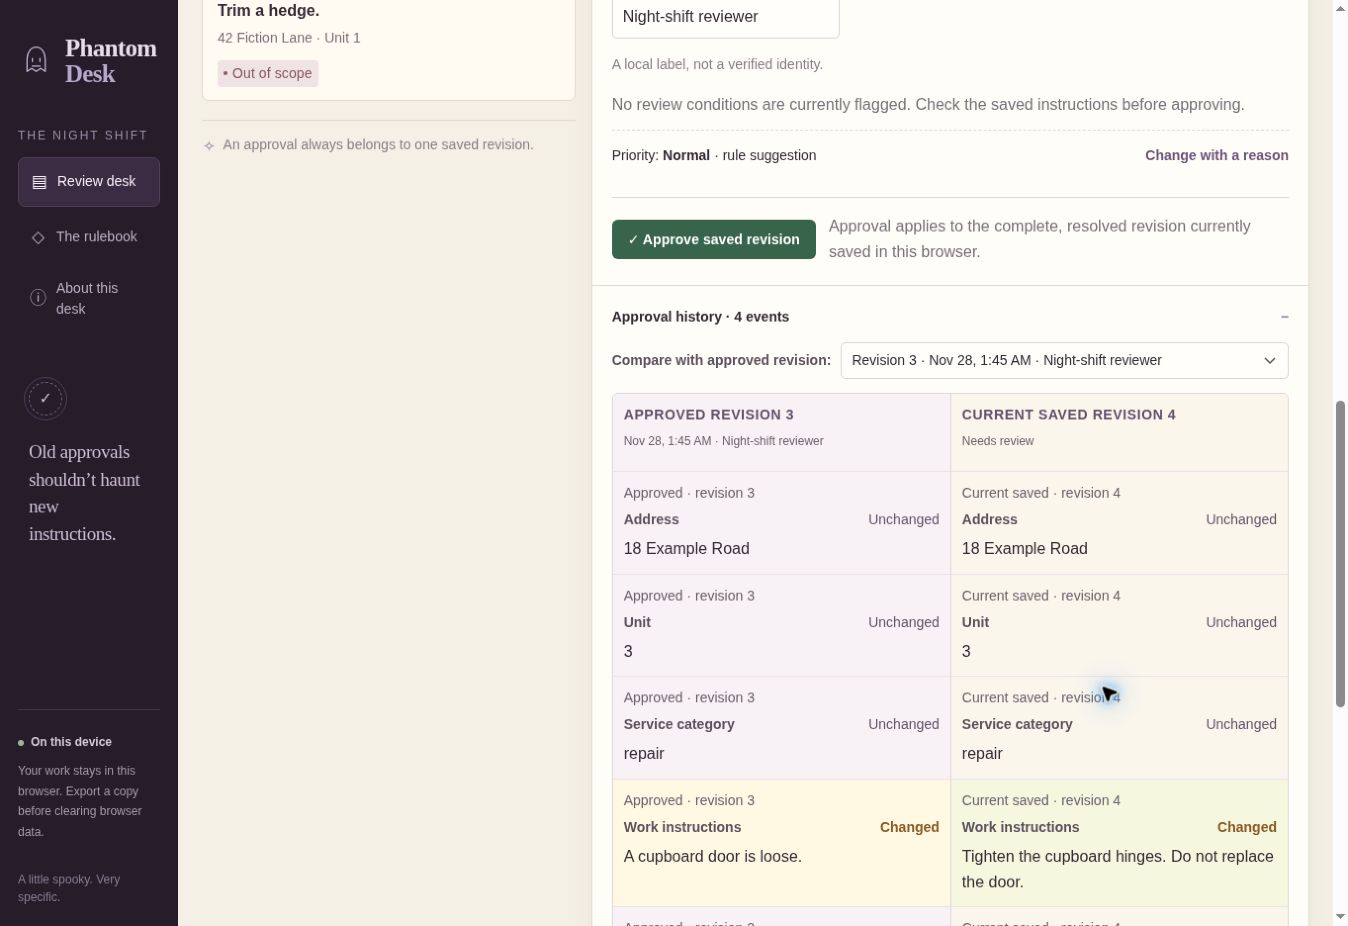 Phantom
Desk
THE NIGHT SHIFT
Review desk
The rulebook
About this
desk
✓
Old approvals
shouldn’t haunt
new
instructions.
On this device
Your work stays in this
browser. Export a copy
before clearing browser
data.
A little spooky. Very
specific.
Trim a hedge.
42 Fiction Lane · Unit 1
• Out of scope
An approval always belongs to one saved revision.
Night-shift reviewer
A local label, not a verified identity.
No review conditions are currently flagged. Check the saved instructions before approving.
Priority: Normal · rule suggestion
Change with a reason
✓ Approve saved revision
Approval applies to the complete, resolved revision currently
saved in this browser.
Approval history · 4 events
−
Compare with approved revision:
Revision 3 · Nov 28, 1:45 AM · Night-shift reviewer
APPROVED REVISION 3
Nov 28, 1:45 AM · Night-shift reviewer
CURRENT SAVED REVISION 4
Needs review
Approved · revision 3
Address Unchanged
18 Example Road
Current saved · revision 4
Address Unchanged
18 Example Road
Approved · revision 3
Unit Unchanged
3
Current saved · revision 4
Unit Unchanged
3
Approved · revision 3
Service category Unchanged
repair
Current saved · revision 4
Service category Unchanged
repair
Approved · revision 3
Work instructions Changed
A cupboard door is loose.
Current saved · revision 4
Work instructions Changed
Tighten the cupboard hinges. Do not replace
the door.
Approved · revision 3
Current saved · revision 4